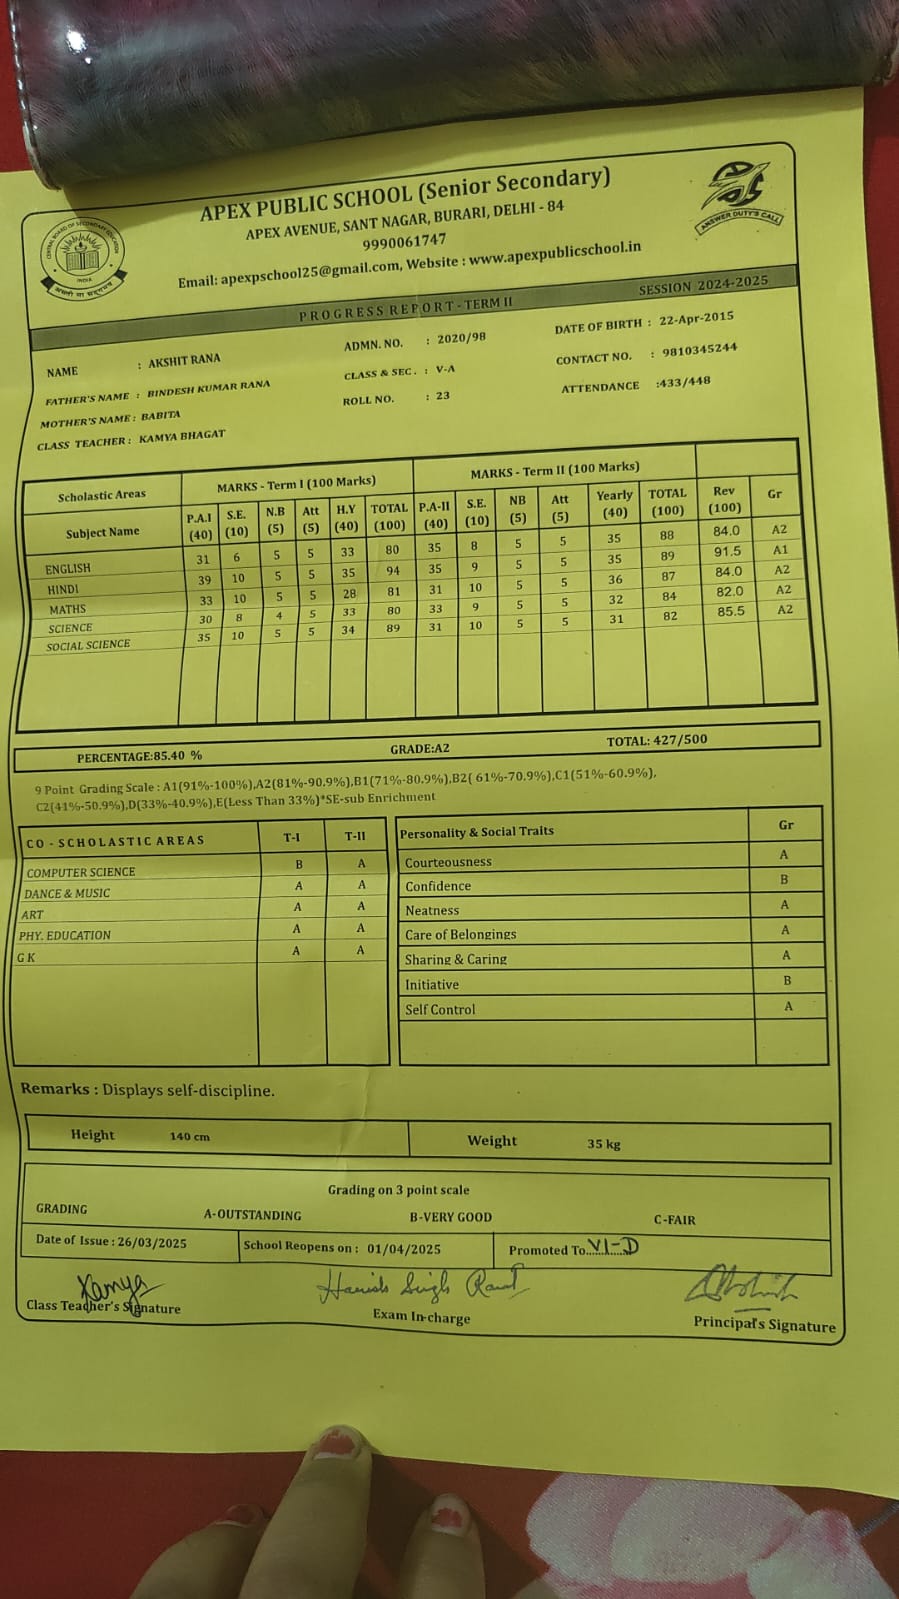 APEX PUBLIC SCHOOL (Senior Secondary)
APEX AVENUE, SANT NAGAR, BURARI, DELHI - 84
9990061747
Email: apexpschool25@gmail.com, Website : www.apexpublicschool.in
CENTRAL BOARD OF SECONDARY EDUCATION
INDIA
असतो मा सद्गमय
ANSWER DUTY'S CALL
PROGRESS REPORT - TERM II SESSION 2024-2025
NAME : AKSHIT RANA ADMN. NO. : 2020/98 DATE OF BIRTH : 22-Apr-2015
FATHER'S NAME : BINDESH KUMAR RANA CLASS & SEC. : V-A CONTACT NO. : 9810345244
MOTHER'S NAME : BABITA ROLL NO. : 23 ATTENDANCE :433/448
CLASS TEACHER : KAMYA BHAGAT
Scholastic Areas MARKS - Term I (100 Marks) MARKS - Term II (100 Marks)
Subject Name P.A.I (40) S.E. (10) N.B (5) Att (5) H.Y (40) TOTAL (100) P.A-II (40) S.E. (10) NB (5) Att (5) Yearly (40) TOTAL (100) Rev (100) Gr
ENGLISH 31 6 5 5 33 80 35 8 5 5 35 88 84.0 A2
HINDI 39 10 5 5 35 94 35 9 5 5 35 89 91.5 A1
MATHS 33 10 5 5 28 81 31 10 5 5 36 87 84.0 A2
SCIENCE 30 8 4 5 33 80 33 9 5 5 32 84 82.0 A2
SOCIAL SCIENCE 35 10 5 5 34 89 31 10 5 5 31 82 85.5 A2
PERCENTAGE:85.40 % GRADE:A2 TOTAL: 427/500
9 Point Grading Scale : A1(91%-100%),A2(81%-90.9%),B1(71%-80.9%),B2( 61%-70.9%),C1(51%-60.9%),
C2(41%-50.9%),D(33%-40.9%),E(Less Than 33%)*SE-sub Enrichment
CO - SCHOLASTIC AREAS T-I T-II
COMPUTER SCIENCE B A
DANCE & MUSIC A A
ART A A
PHY. EDUCATION A A
G K A A
Personality & Social Traits Gr
Courteousness A
Confidence B
Neatness A
Care of Belongings A
Sharing & Caring A
Initiative B
Self Control A
Remarks : Displays self-discipline.
Height 140 cm Weight 35 kg
Grading on 3 point scale
GRADING A-OUTSTANDING B-VERY GOOD C-FAIR
Date of Issue : 26/03/2025 School Reopens on : 01/04/2025 Promoted To...VI-D
Kamya Harish Singh Rawat
Class Teacher's Signature Exam In-charge Principal's Signature